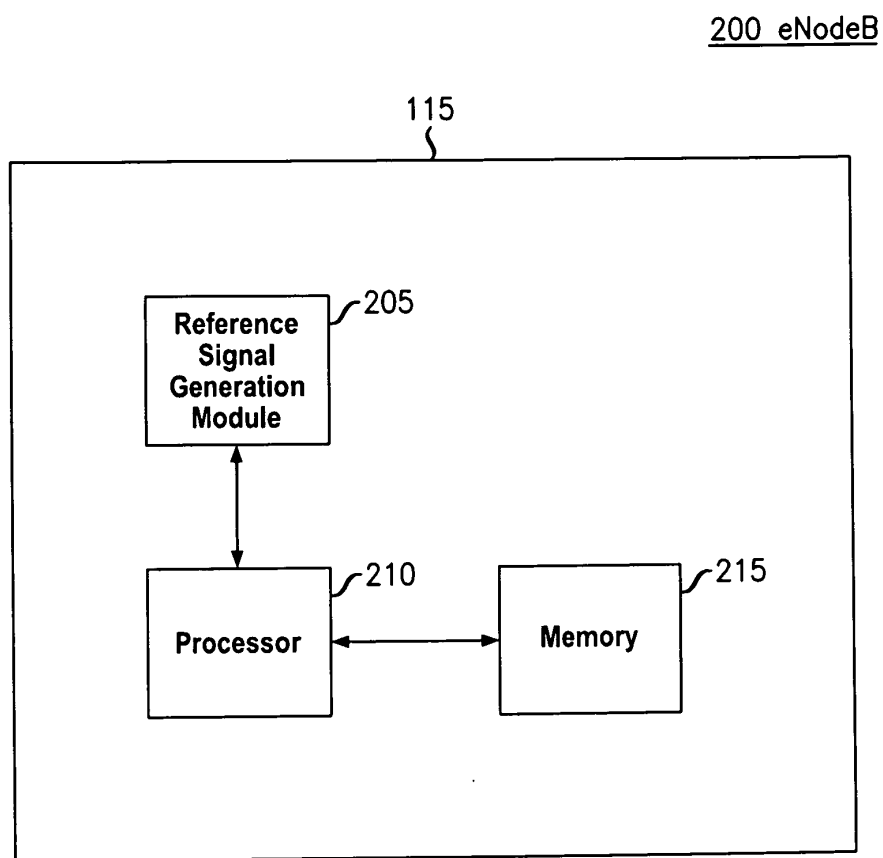 200 eNodeB
115
205
Reference
Signal
Generation
Module
210
215
Processor
Memory